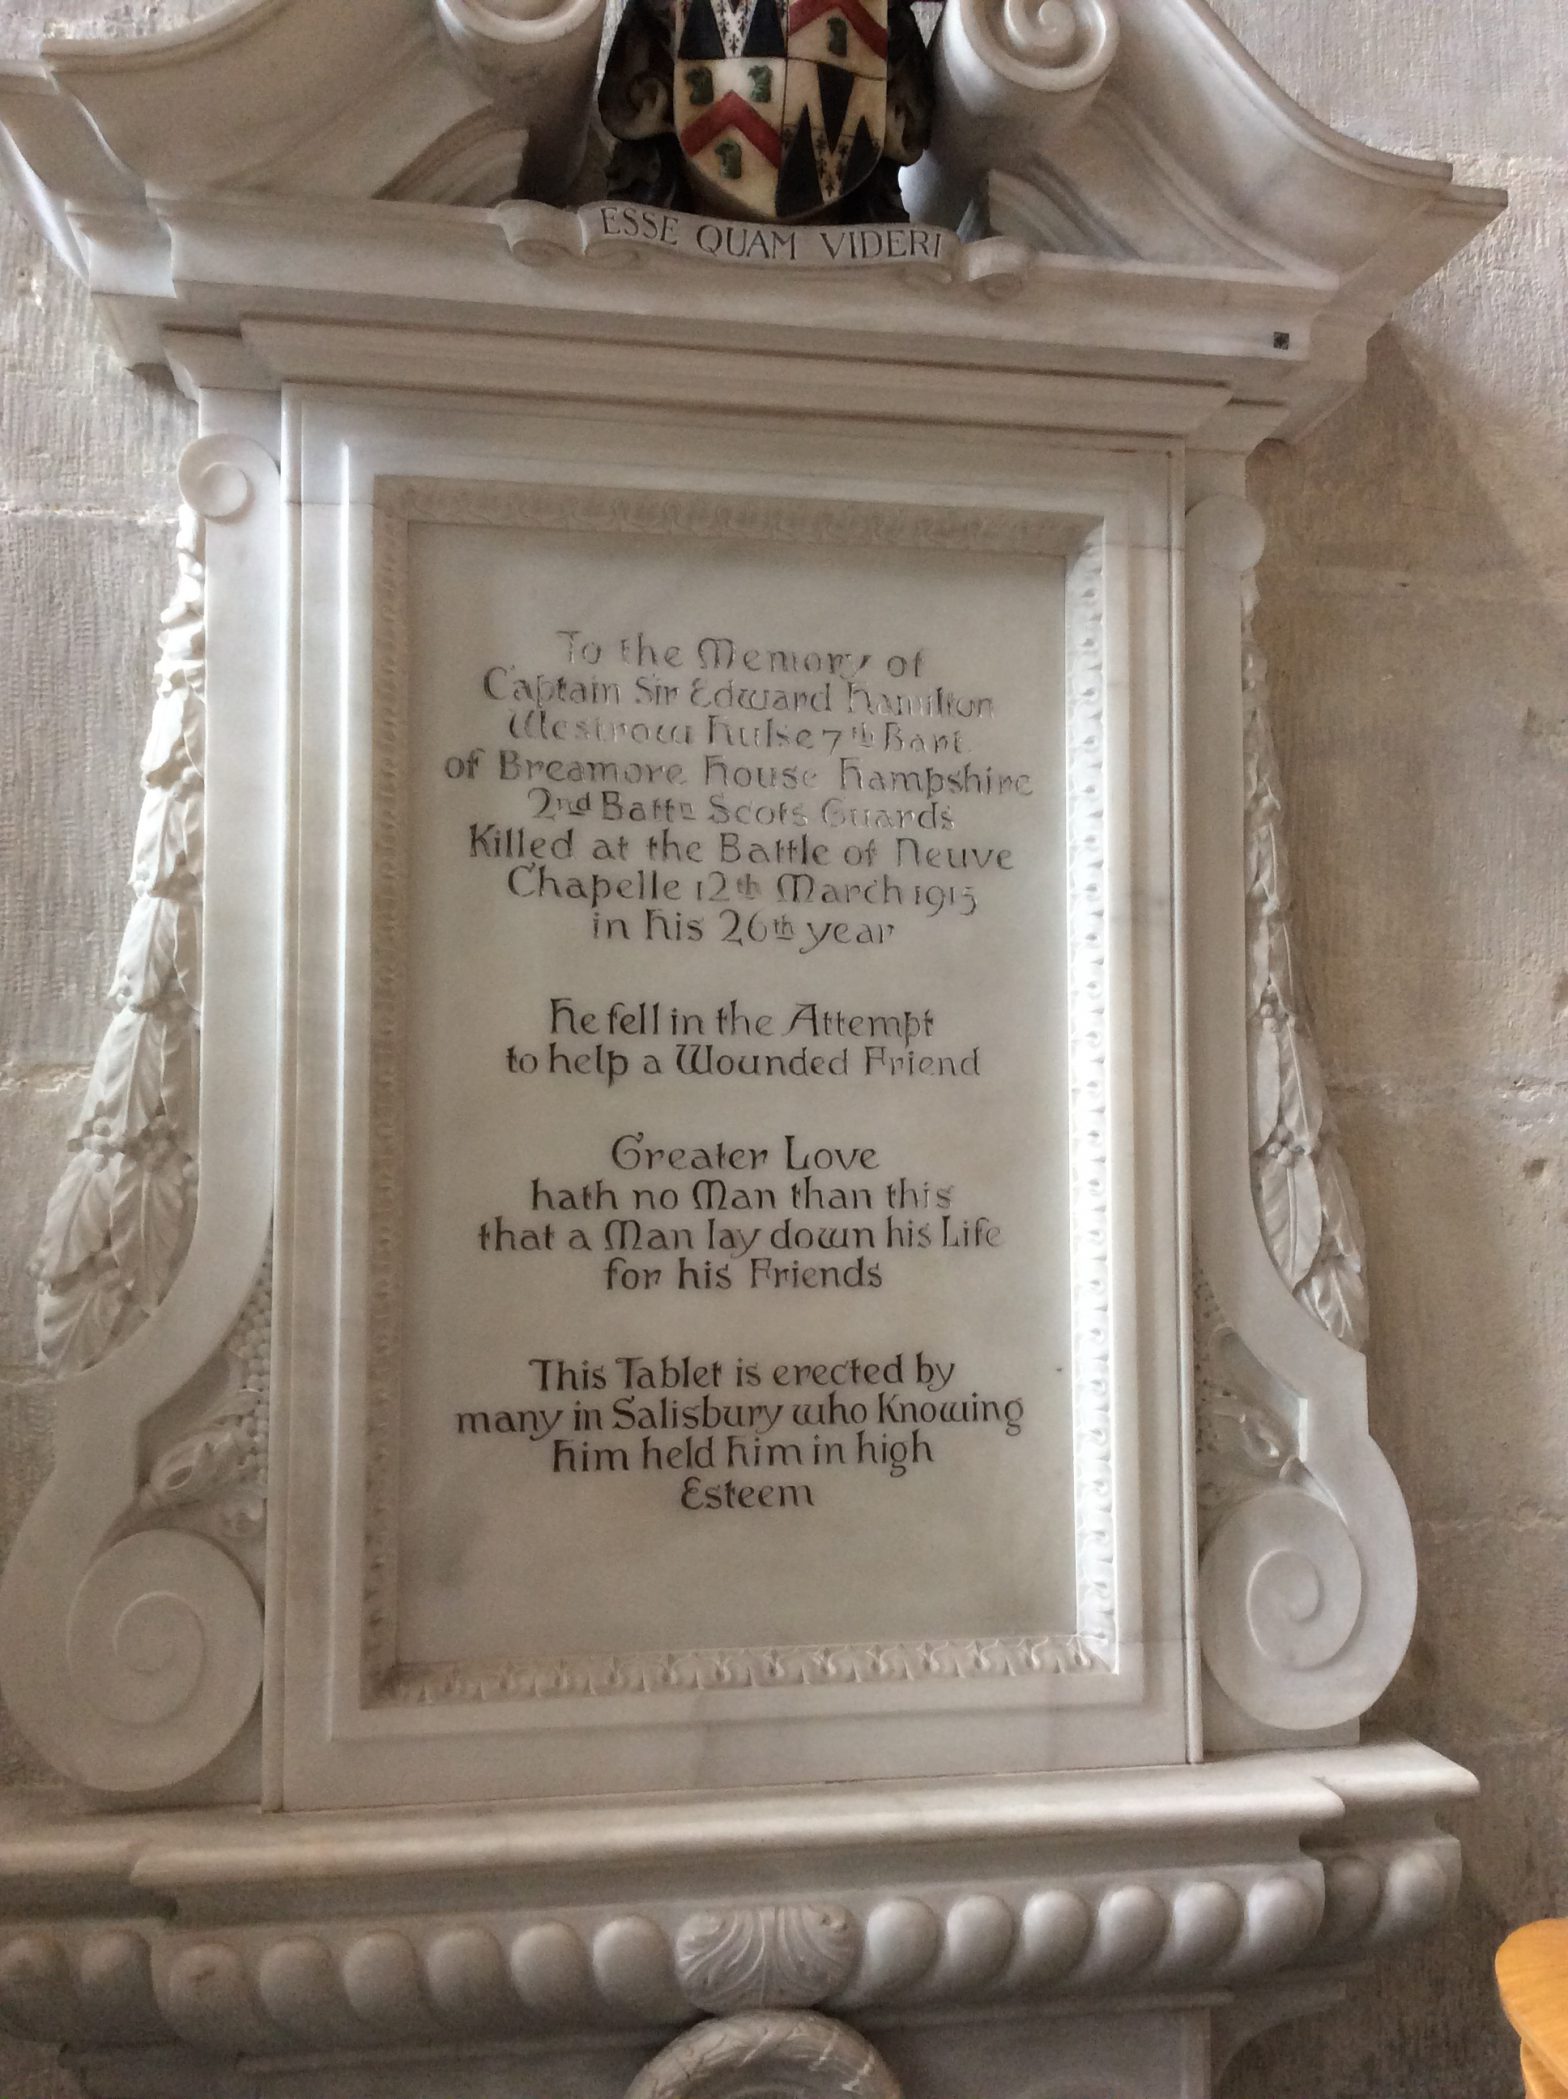 ESSE QUAM VIDERI
To the Memory of
Captain Sir Edward Hamilton
Westrow Hulse 7th Bart.
of Breamore House Hampshire
2nd Battn Scots Guards
Killed at the Battle of Neuve
Chapelle 12th March 1915
in his 26th year
He fell in the Attempt
to help a Wounded Friend
Greater Love
hath no Man than this
that a Man lay down his Life
for his Friends
This Tablet is erected by
many in Salisbury who Knowing
him held him in high
Esteem